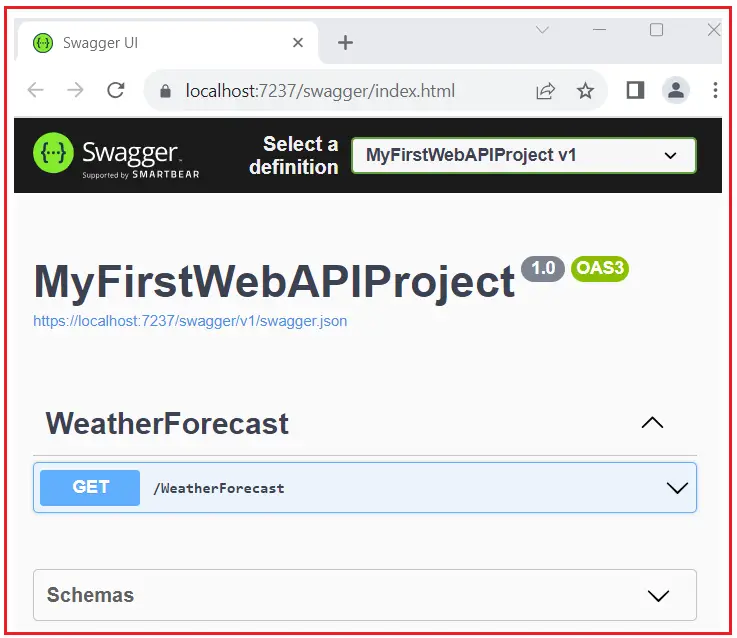 Swagger UI
localhost:7237/swagger/index.html
Swagger.
Supported by SMARTBEAR
Select a
definition
MyFirstWebAPIProject v1
MyFirstWebAPIProject 1.0 OAS3
https://localhost:7237/swagger/v1/swagger.json
WeatherForecast
GET /WeatherForecast
Schemas